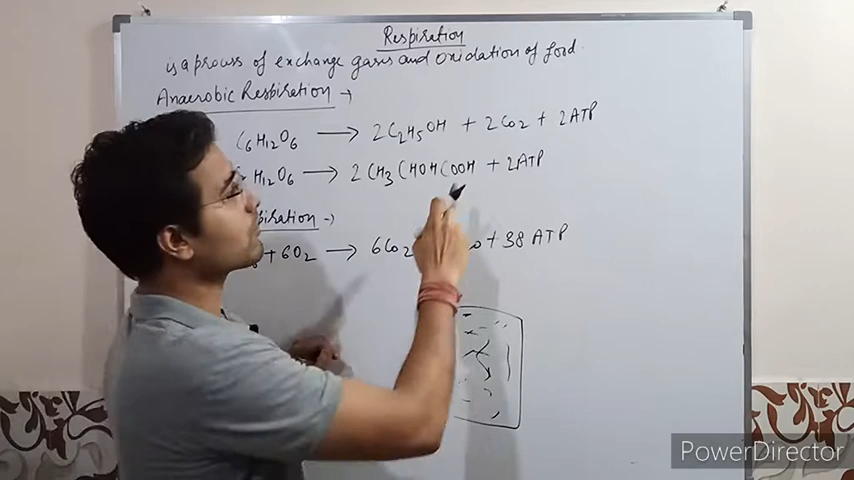 Respiration
is a process of exchange gases and oxidation of food.
Anaerobic Respiration →
C6H12O6 → 2C2H5OH + 2CO2 + 2ATP
H12O6 → 2CH3CHOHCOOH + 2ATP
spiration →
+ 6O2 → 6CO2 + 38 ATP
PowerDirector